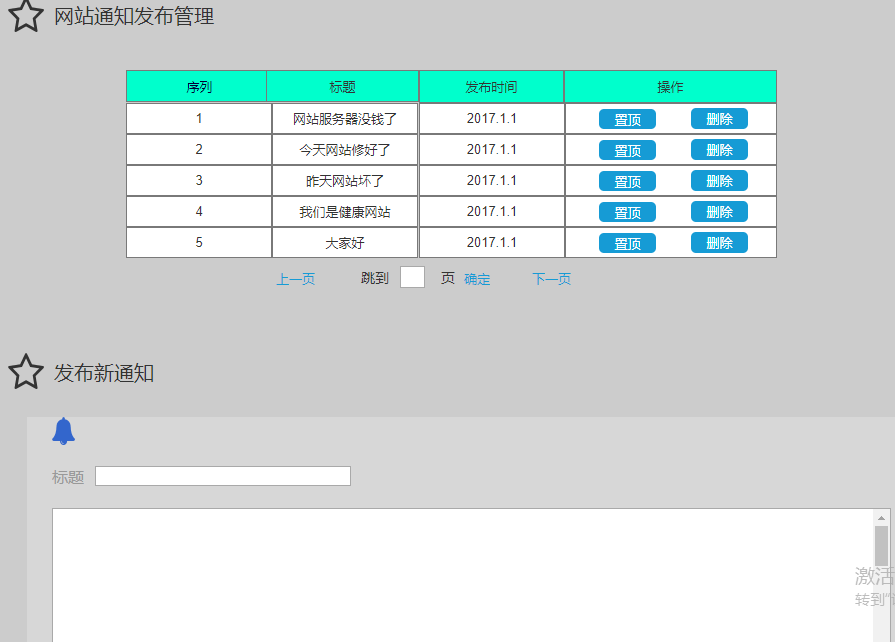 网站通知发布管理
序列 标题 发布时间 操作
1 网站服务器没钱了 2017.1.1 置顶 删除
2 今天网站修好了 2017.1.1 置顶 删除
3 昨天网站坏了 2017.1.1 置顶 删除
4 我们是健康网站 2017.1.1 置顶 删除
5 大家好 2017.1.1 置顶 删除
上一页 跳到 页 确定 下一页
发布新通知
标题
激活
转到"